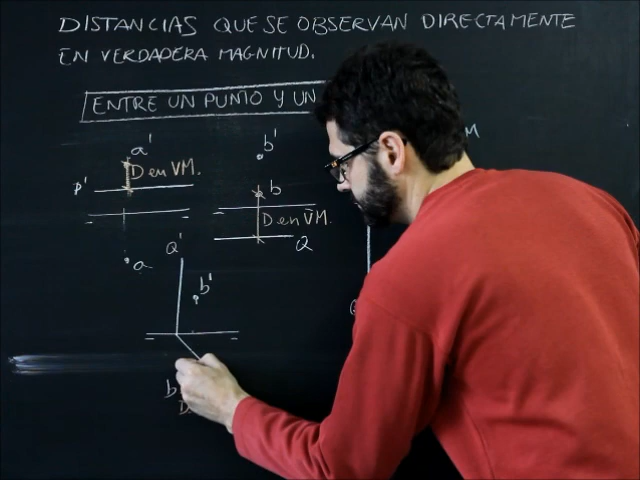 DISTANCIAS QUE SE OBSERVAN DIRECTAMENTE
EN VERDADERA MAGNITUD.
ENTRE UN PUNTO Y UN
a'
D en VM.
P'
a
b'
b
D en VM.
Q
Q'
b'
b
D
M